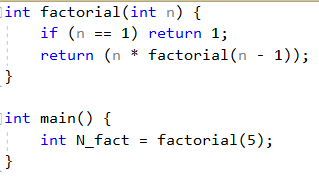 int factorial(int n) {
    if (n == 1) return 1;
    return (n * factorial(n - 1));
}

int main() {
    int N_fact = factorial(5);
}